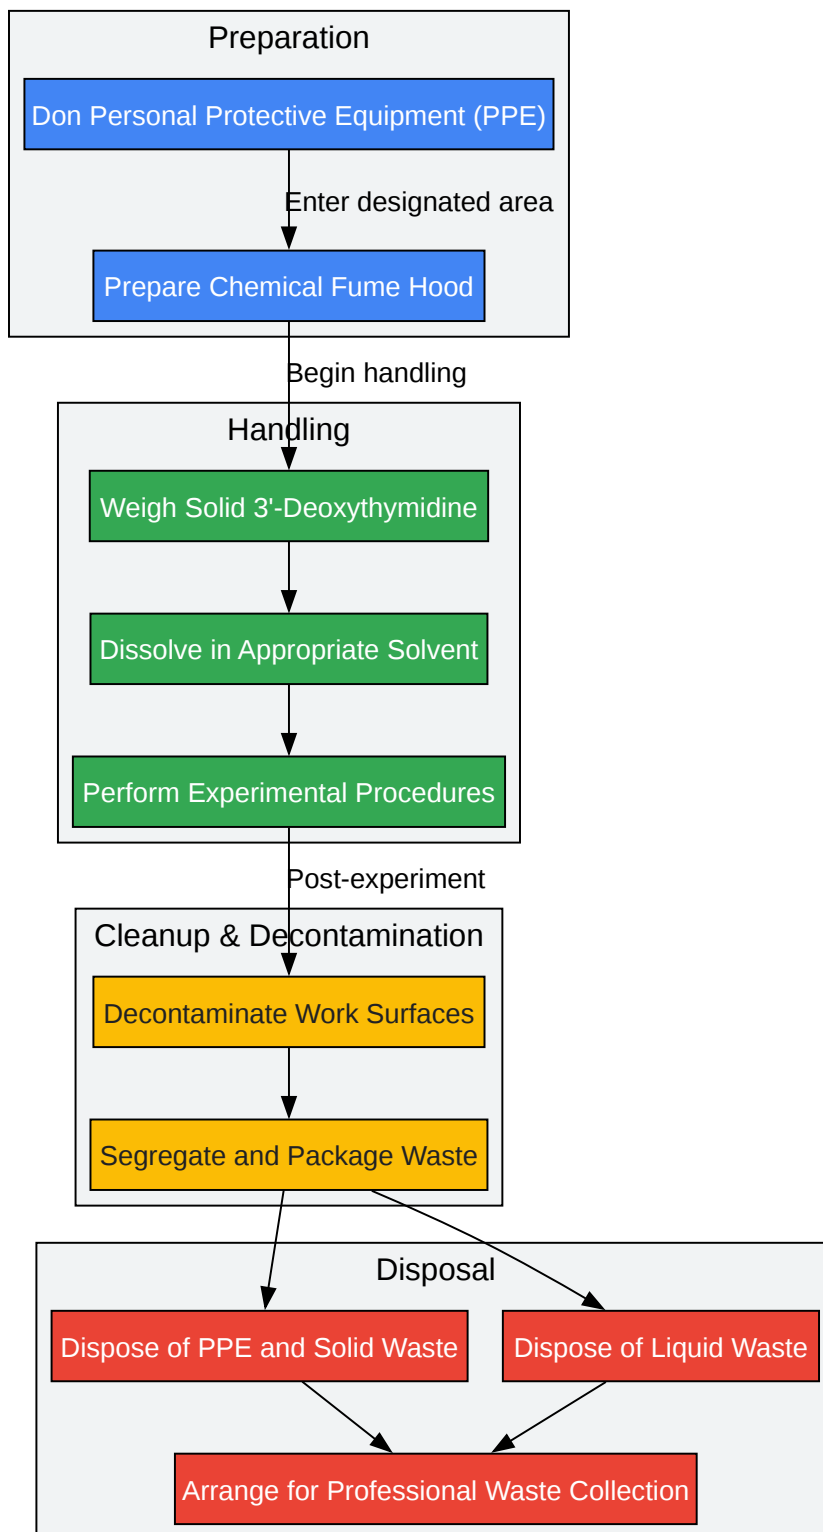 Preparation
Don Personal Protective Equipment (PPE)
Enter designated area
Prepare Chemical Fume Hood
Begin handling
Handling
Weigh Solid 3'-Deoxythymidine
Dissolve in Appropriate Solvent
Perform Experimental Procedures
Post-experiment
Cleanup & Decontamination
Decontaminate Work Surfaces
Segregate and Package Waste
Disposal
Dispose of PPE and Solid Waste
Dispose of Liquid Waste
Arrange for Professional Waste Collection